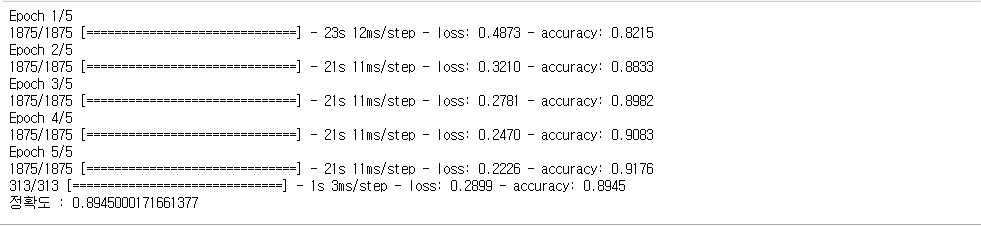 Epoch 1/5
1875/1875 [==============================] - 23s 12ms/step - loss: 0.4873 - accuracy: 0.8215
Epoch 2/5
1875/1875 [==============================] - 21s 11ms/step - loss: 0.3210 - accuracy: 0.8833
Epoch 3/5
1875/1875 [==============================] - 21s 11ms/step - loss: 0.2781 - accuracy: 0.8982
Epoch 4/5
1875/1875 [==============================] - 21s 11ms/step - loss: 0.2470 - accuracy: 0.9083
Epoch 5/5
1875/1875 [==============================] - 21s 11ms/step - loss: 0.2226 - accuracy: 0.9176
313/313 [==============================] - 1s 3ms/step - loss: 0.2899 - accuracy: 0.8945
정확도 : 0.8945000171661377